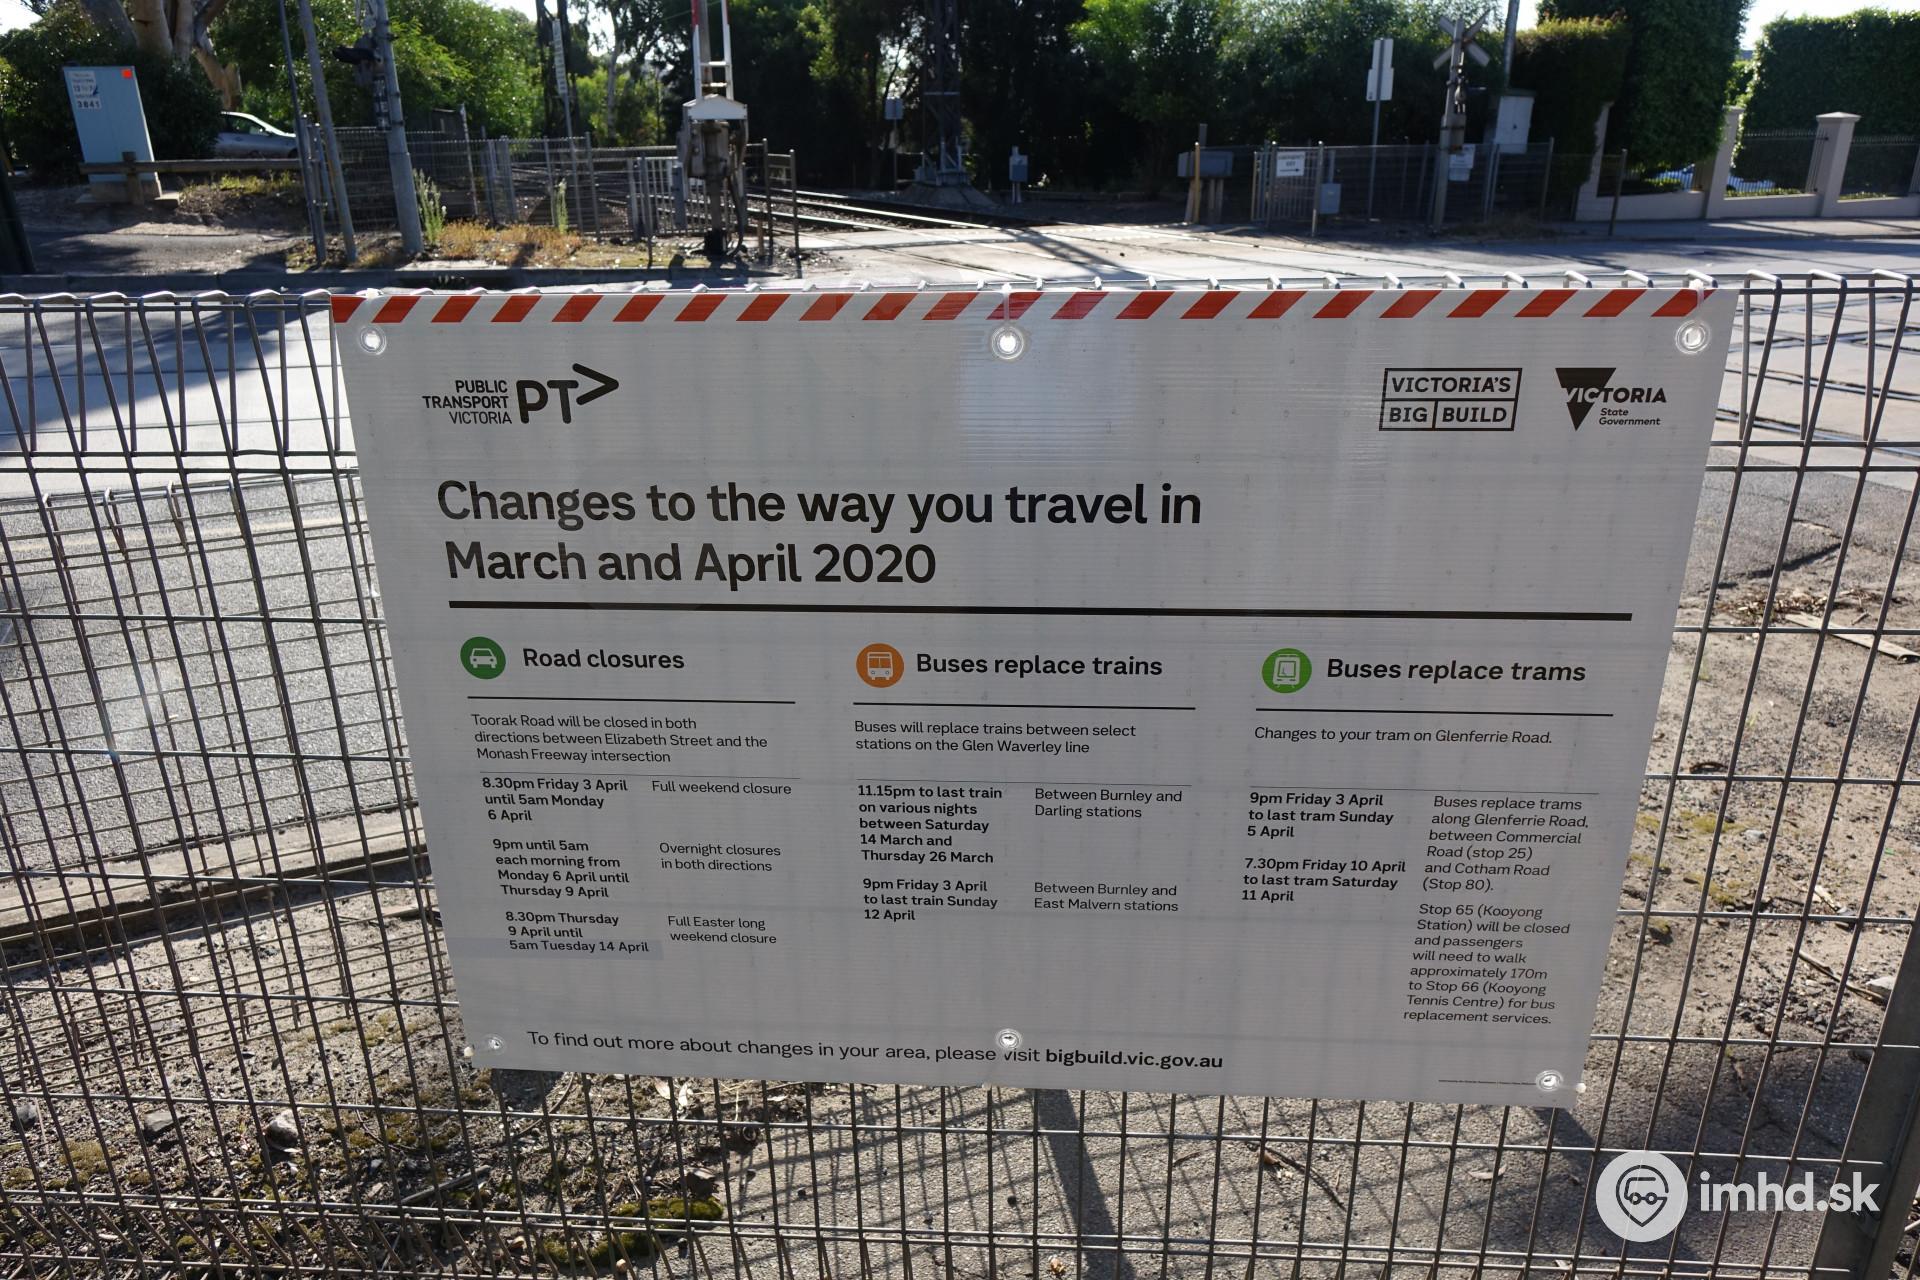 3841
PUBLIC
TRANSPORT
VICTORIA
PT>
VICTORIA'S
BIG BUILD
VICTORIA
State
Government
Changes to the way you travel in
March and April 2020
Road closures
Toorak Road will be closed in both
directions between Elizabeth Street and the
Monash Freeway intersection
8.30pm Friday 3 April
until 5am Monday
6 April
Full weekend closure
9pm until 5am
each morning from
Monday 6 April until
Thursday 9 April
Overnight closures
in both directions
8.30pm Thursday
9 April until
5am Tuesday 14 April
Full Easter long
weekend closure
Buses replace trains
Buses will replace trains between select
stations on the Glen Waverley line
11.15pm to last train
on various nights
between Saturday
14 March and
Thursday 26 March
Between Burnley and
Darling stations
9pm Friday 3 April
to last train Sunday
12 April
Between Burnley and
East Malvern stations
Buses replace trams
Changes to your tram on Glenferrie Road.
9pm Friday 3 April
to last tram Sunday
5 April
7.30pm Friday 10 April
to last tram Saturday
11 April
Buses replace trams
along Glenferrie Road,
between Commercial
Road (stop 25)
and Cotham Road
(Stop 80).
Stop 65 (Kooyong
Station) will be closed
and passengers
will need to walk
approximately 170m
to Stop 66 (Kooyong
Tennis Centre) for bus
replacement services.
To find out more about changes in your area, please visit bigbuild.vic.gov.au
imhd.sk